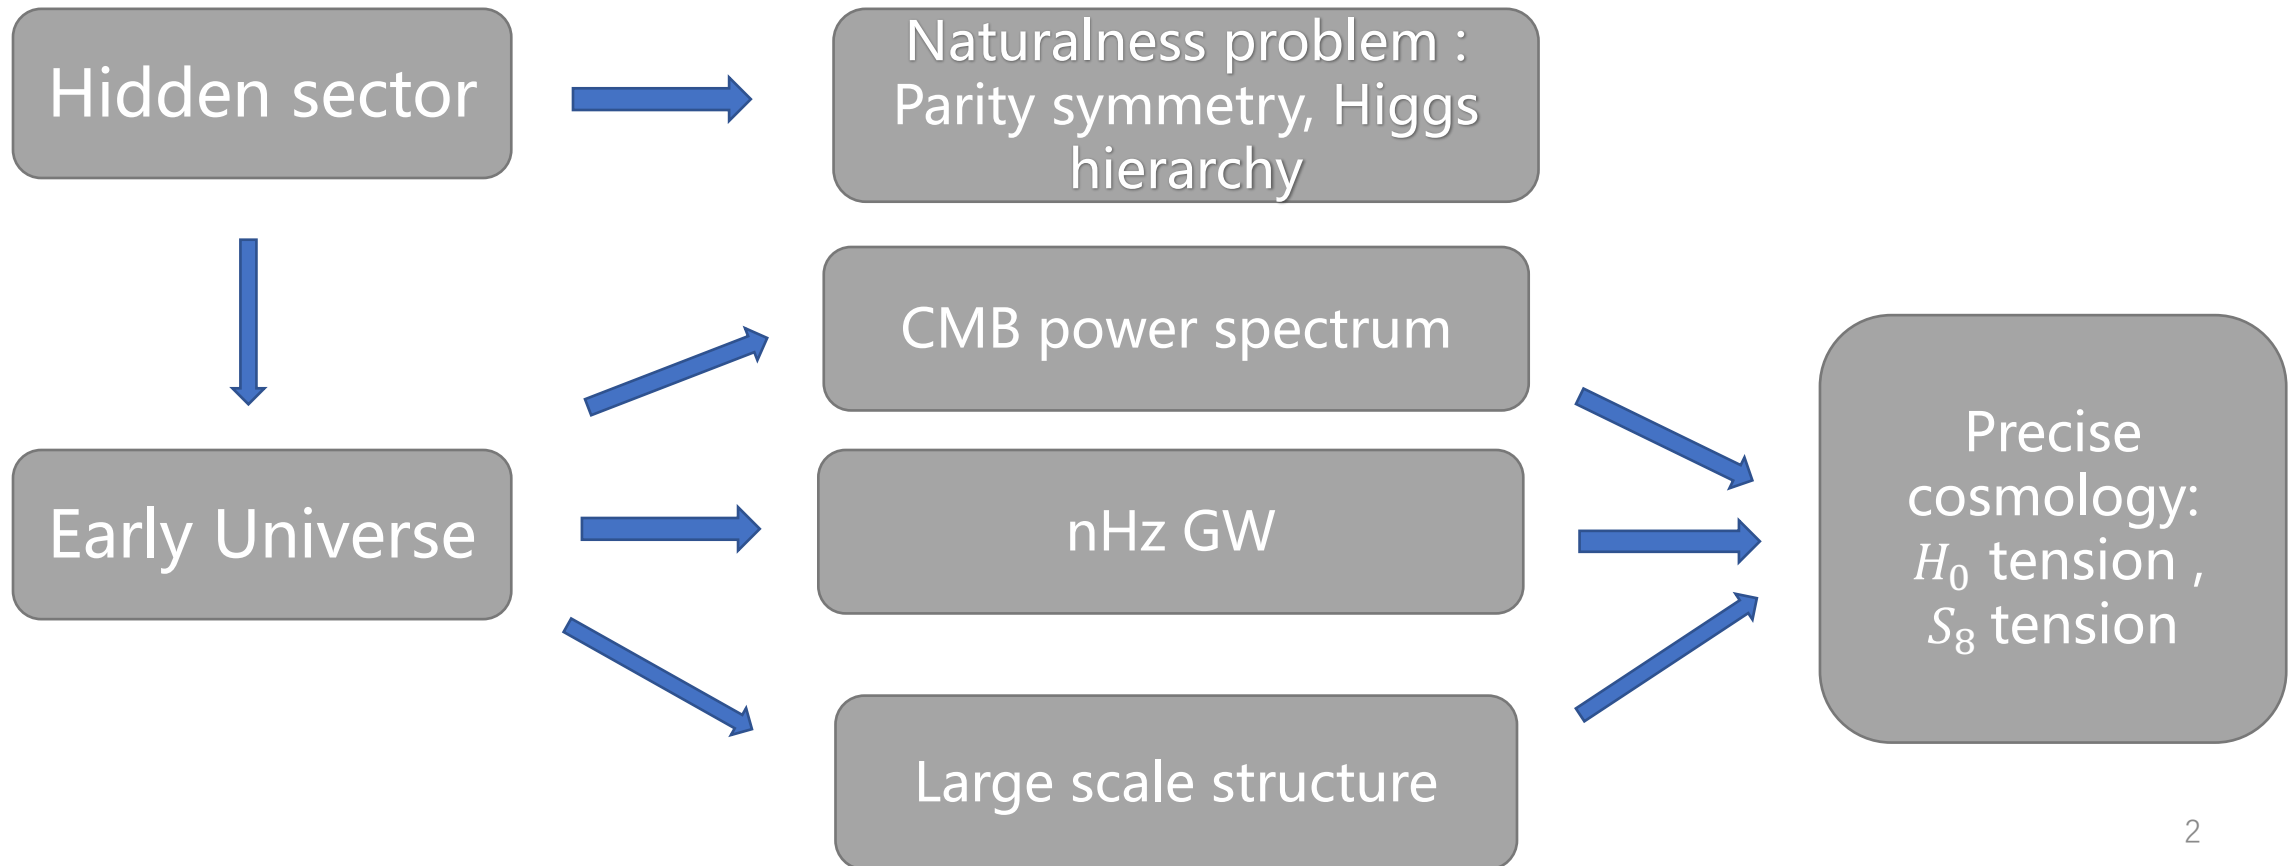 Hidden sector
Naturalness problem :
Parity symmetry, Higgs
hierarchy
CMB power spectrum
Early Universe
nHz GW
Large scale structure
Precise
cosmology:
H₀ tension ,
S₈ tension
2